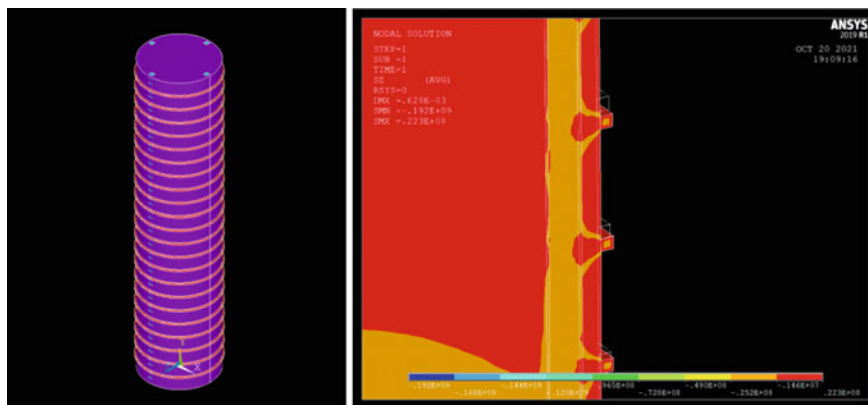 Y
X
NODAL SOLUTION
STEP=1
SUB =1
TIME=1
SZ (AVG)
RSYS=0
DMX =.628E-03
SMN =-.192E+09
SMX =.223E+08
ANSYS
2019 R1
OCT 20 2021
19:09:16
-.192E+09 -.144E+09 -.965E+08 -.490E+08 -.146E+07
-.168E+09 -.120E+09 -.728E+08 -.252E+08 .223E+08